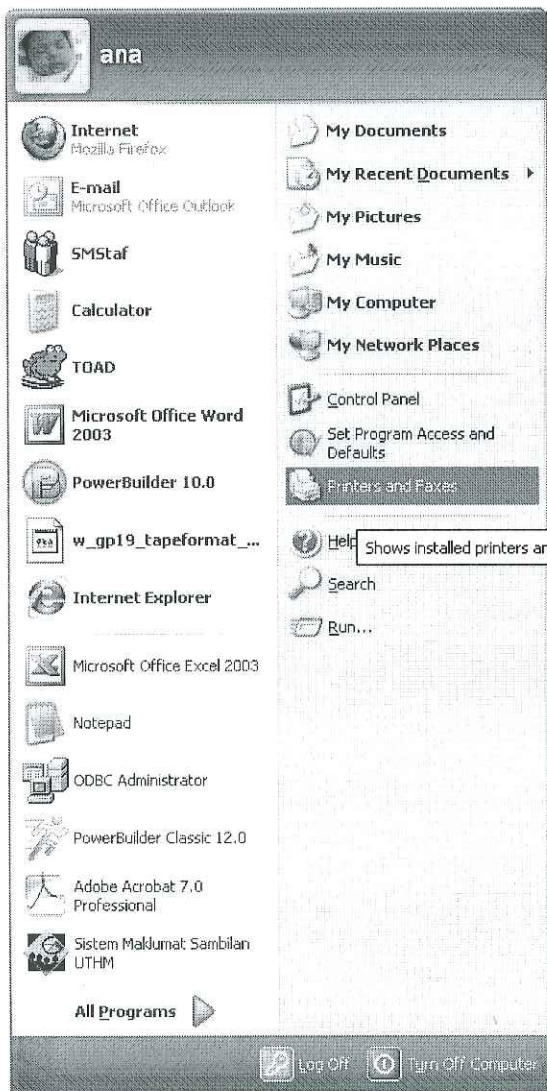 ana
Internet
Mozilla Firefox
E-mail
Microsoft Office Outlook
SMStaf
Calculator
TOAD
Microsoft Office Word
2003
PowerBuilder 10.0
w_gp19_tapeformat_...
Internet Explorer
Microsoft Office Excel 2003
Notepad
ODBC Administrator
PowerBuilder Classic 12.0
Adobe Acrobat 7.0
Professional
Sistem Maklumat Sambilan
UTHM
All Programs
My Documents
My Recent Documents
My Pictures
My Music
My Computer
My Network Places
Control Panel
Set Program Access and
Defaults
Printers and Faxes
Help
Shows installed printers
Search
Run...
Log Off
Turn Off Computer